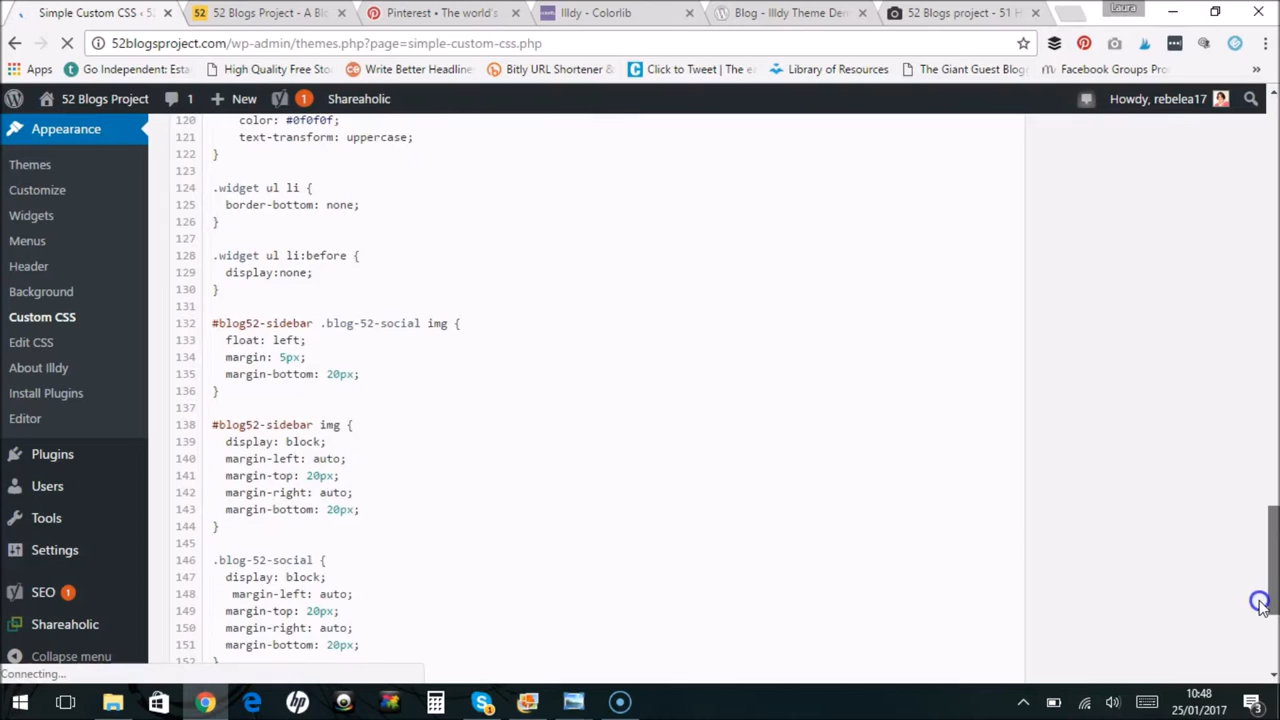 Simple Custom CSS ‹ 5
52 Blogs Project - A B
Pinterest • The world's
Illdy - Colorlib
Blog - Illdy Theme Dem
52 Blogs project - 51 H
Laura
52blogsproject.com/wp-admin/themes.php?page=simple-custom-css.php
Apps
Go Independent: Esta
High Quality Free Sto
Write Better Headline
Bitly URL Shortener &
Click to Tweet | The e
Library of Resources
The Giant Guest Blog
Facebook Groups Pro
»
52 Blogs Project
1
+ New
1
Shareaholic
Howdy, rebelea17
Appearance
Themes
Customize
Widgets
Menus
Header
Background
Custom CSS
Edit CSS
About Illdy
Install Plugins
Editor
Plugins
Users
Tools
Settings
SEO 1
Shareaholic
Collapse menu
120 color: #0f0f0f;
121 text-transform: uppercase;
122 }
123
124 .widget ul li {
125 border-bottom: none;
126 }
127
128 .widget ul li:before {
129 display:none;
130 }
131
132 #blog52-sidebar .blog-52-social img {
133 float: left;
134 margin: 5px;
135 margin-bottom: 20px;
136 }
137
138 #blog52-sidebar img {
139 display: block;
140 margin-left: auto;
141 margin-top: 20px;
142 margin-right: auto;
143 margin-bottom: 20px;
144 }
145
146 .blog-52-social {
147 display: block;
148 margin-left: auto;
149 margin-top: 20px;
150 margin-right: auto;
151 margin-bottom: 20px;
152 }
Connecting...
10:48
25/01/2017
3